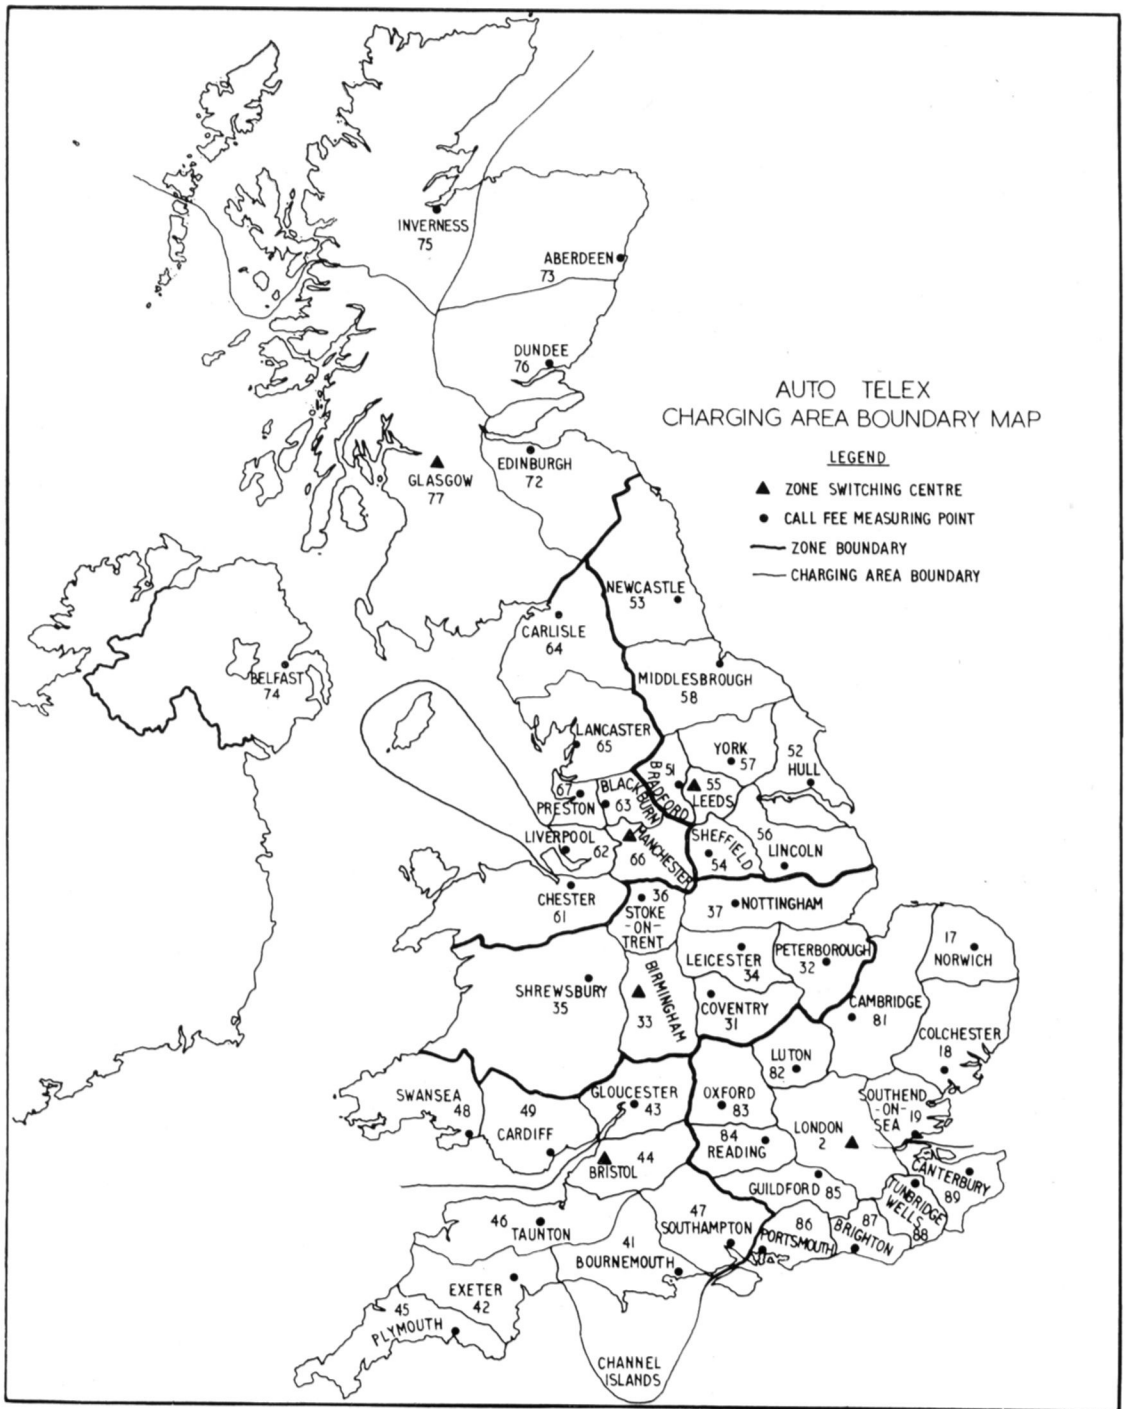 INVERNESS
75
ABERDEEN
73
DUNDEE
76
AUTO TELEX
CHARGING AREA BOUNDARY MAP
LEGEND
ZONE SWITCHING CENTRE
CALL FEE MEASURING POINT
ZONE BOUNDARY
CHARGING AREA BOUNDARY
GLASGOW
77
EDINBURGH
72
NEWCASTLE
53
CARLISLE
64
BELFAST
74
MIDDLESBROUGH
58
LANCASTER
65
YORK
57
52
HULL
51
BRADFORD
55
LEEDS
67
PRESTON
BLACKBURN
63
LIVERPOOL
62
MANCHESTER
66
SHEFFIELD
54
56
LINCOLN
CHESTER
61
36
STOKE
-ON-
TRENT
37
NOTTINGHAM
LEICESTER
34
PETERBOROUGH
32
17
NORWICH
SHREWSBURY
35
BIRMINGHAM
33
COVENTRY
31
CAMBRIDGE
81
COLCHESTER
18
LUTON
82
SWANSEA
48
49
CARDIFF
GLOUCESTER
43
OXFORD
83
SOUTHEND
-ON-
SEA 19
LONDON
2
84
READING
44
BRISTOL
GUILDFORD 85
CANTERBURY
89
TUNBRIDGE
WELLS
88
46
TAUNTON
47
SOUTHAMPTON
86
PORTSMOUTH
87
BRIGHTON
41
BOURNEMOUTH
EXETER
42
45
PLYMOUTH
CHANNEL
ISLANDS